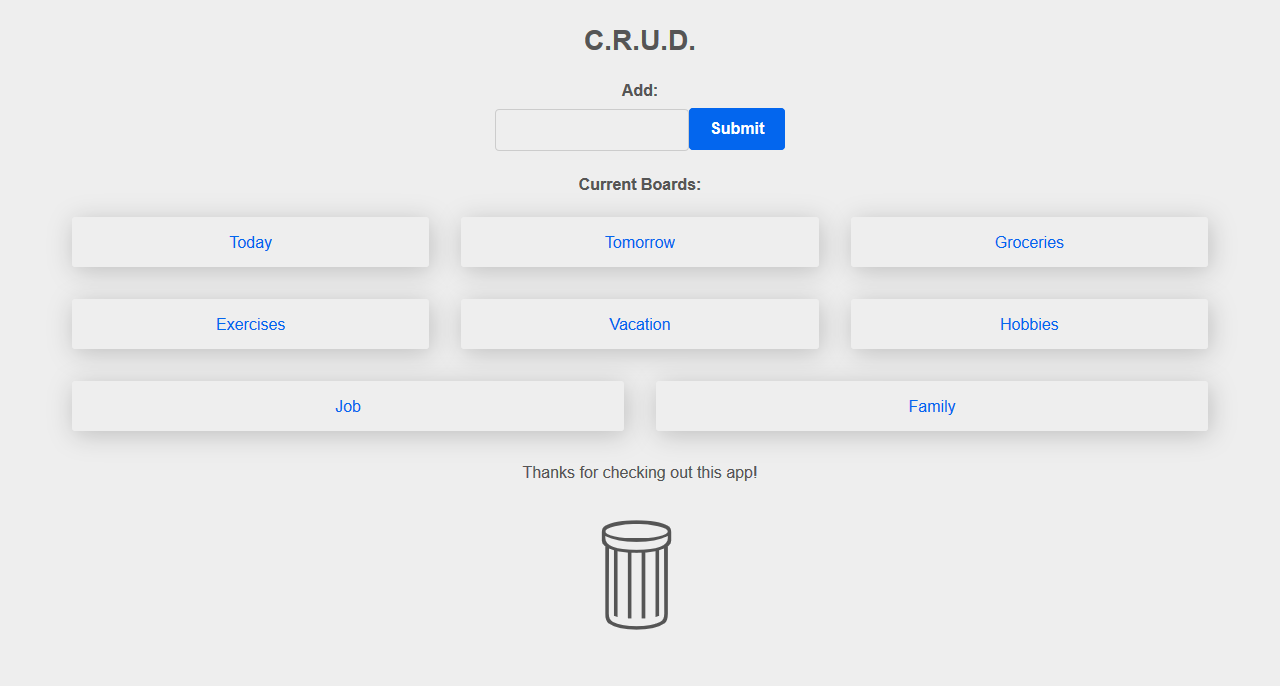 C.R.U.D.
Add:
Submit
Current Boards:
Today
Tomorrow
Groceries
Exercises
Vacation
Hobbies
Job
Family
Thanks for checking out this app!